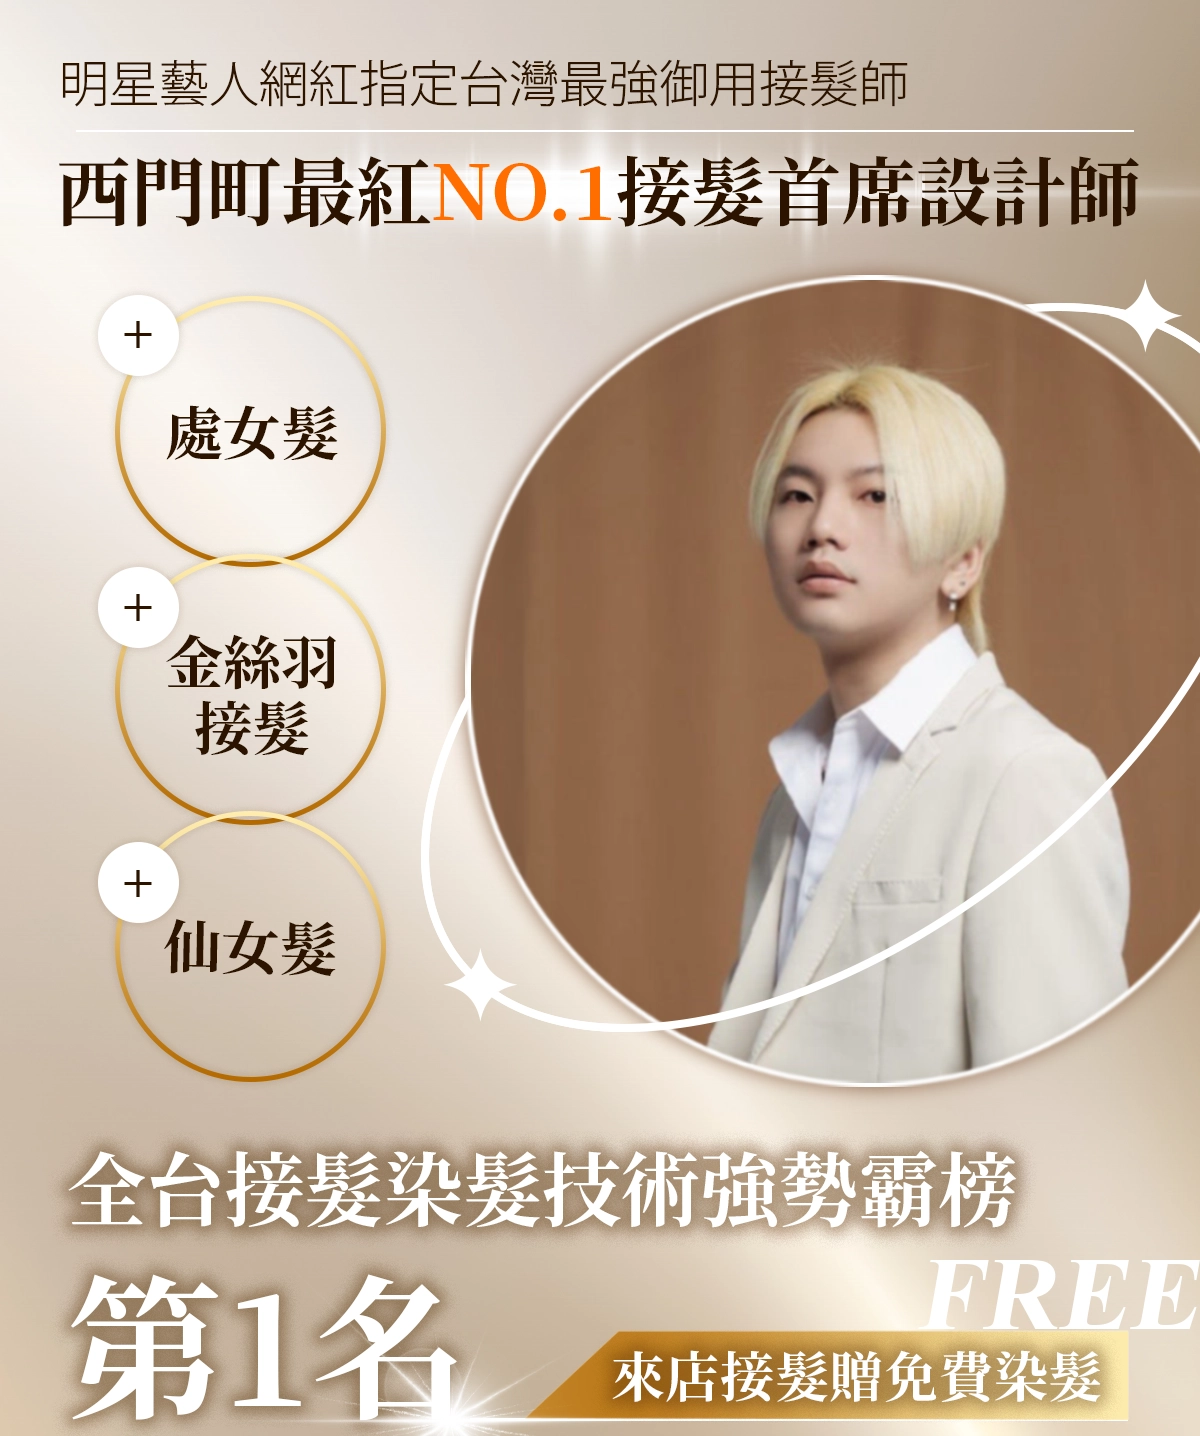 明星藝人網紅指定台灣最強御用接髮師
西門町最紅NO.1接髮首席設計師
+
處女髮
+
金絲羽
接髮
+
仙女髮
全台接髮染髮技術強勢霸榜
第1名
FREE
來店接髮贈免費染髮